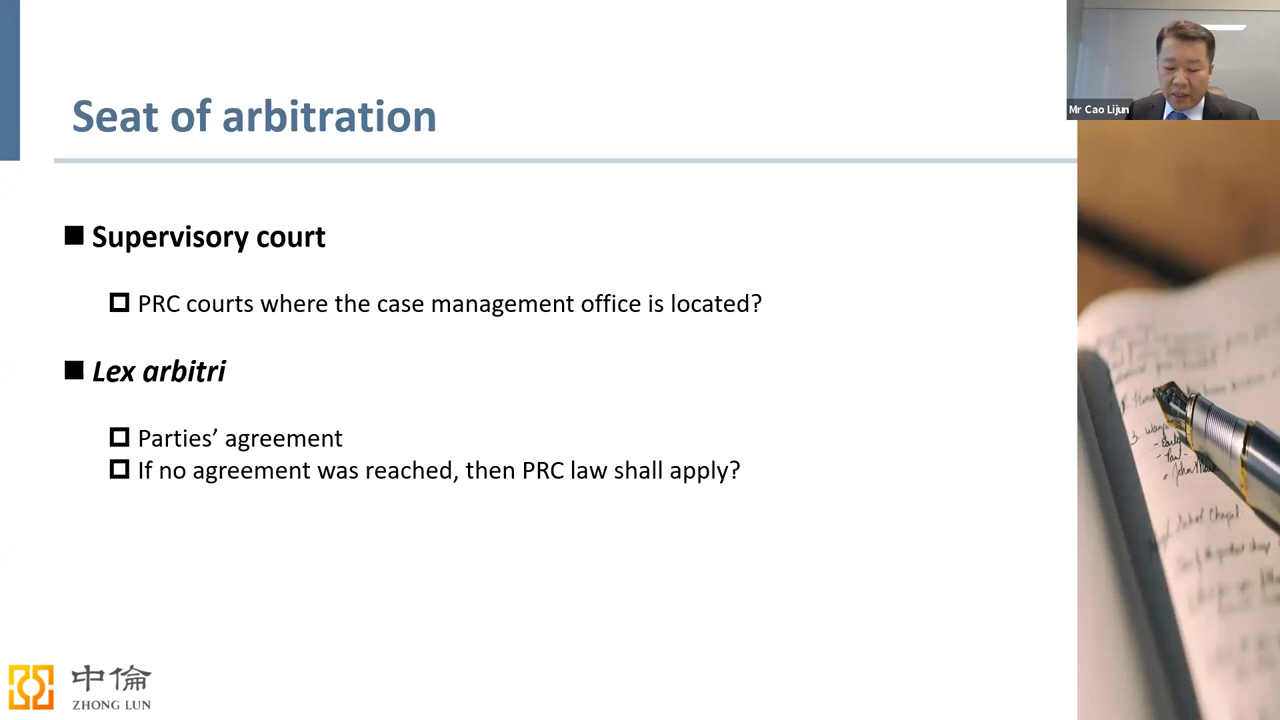 Mr Cao Lijun
Seat of arbitration
■ Supervisory court
❑ PRC courts where the case management office is located?
■ Lex arbitri
❑ Parties’ agreement
❑ If no agreement was reached, then PRC law shall apply?
中倫
ZHONG LUN